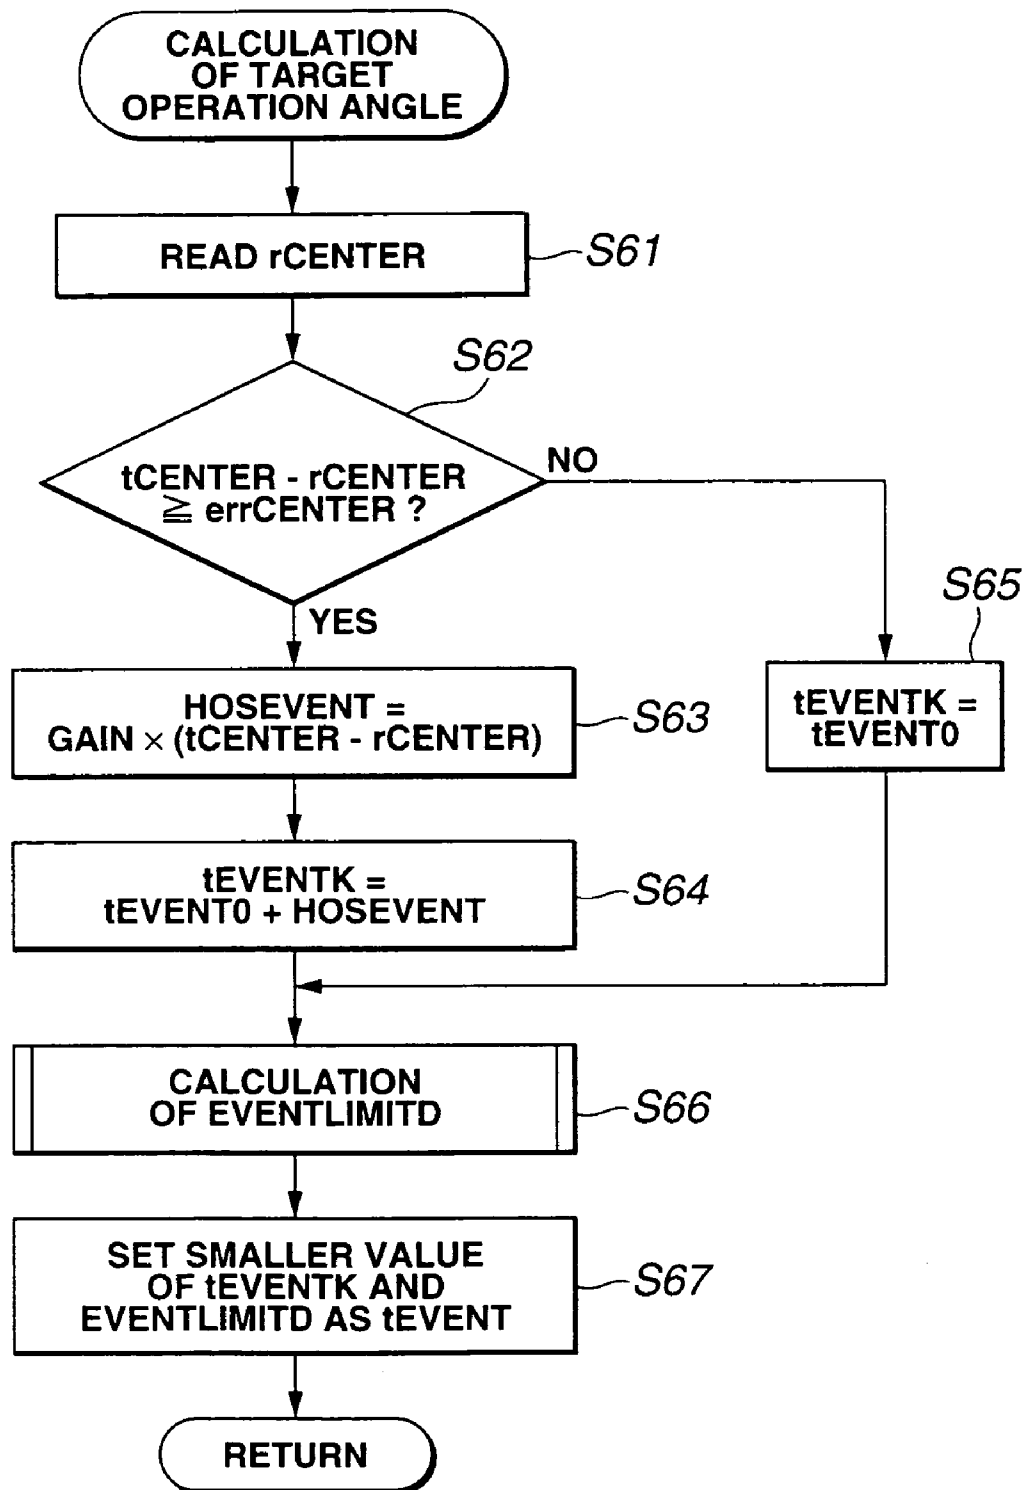 CALCULATION
OF TARGET
OPERATION ANGLE
READ rCENTER
S61
S62
tCENTER - rCENTER
≧ errCENTER ?
NO
YES
S65
tEVENTK =
tEVENT0
HOSEVENT =
GAIN × (tCENTER - rCENTER)
S63
tEVENTK =
tEVENT0 + HOSEVENT
S64
CALCULATION
OF EVENTLIMITD
S66
SET SMALLER VALUE
OF tEVENTK AND
EVENTLIMITD AS tEVENT
S67
RETURN